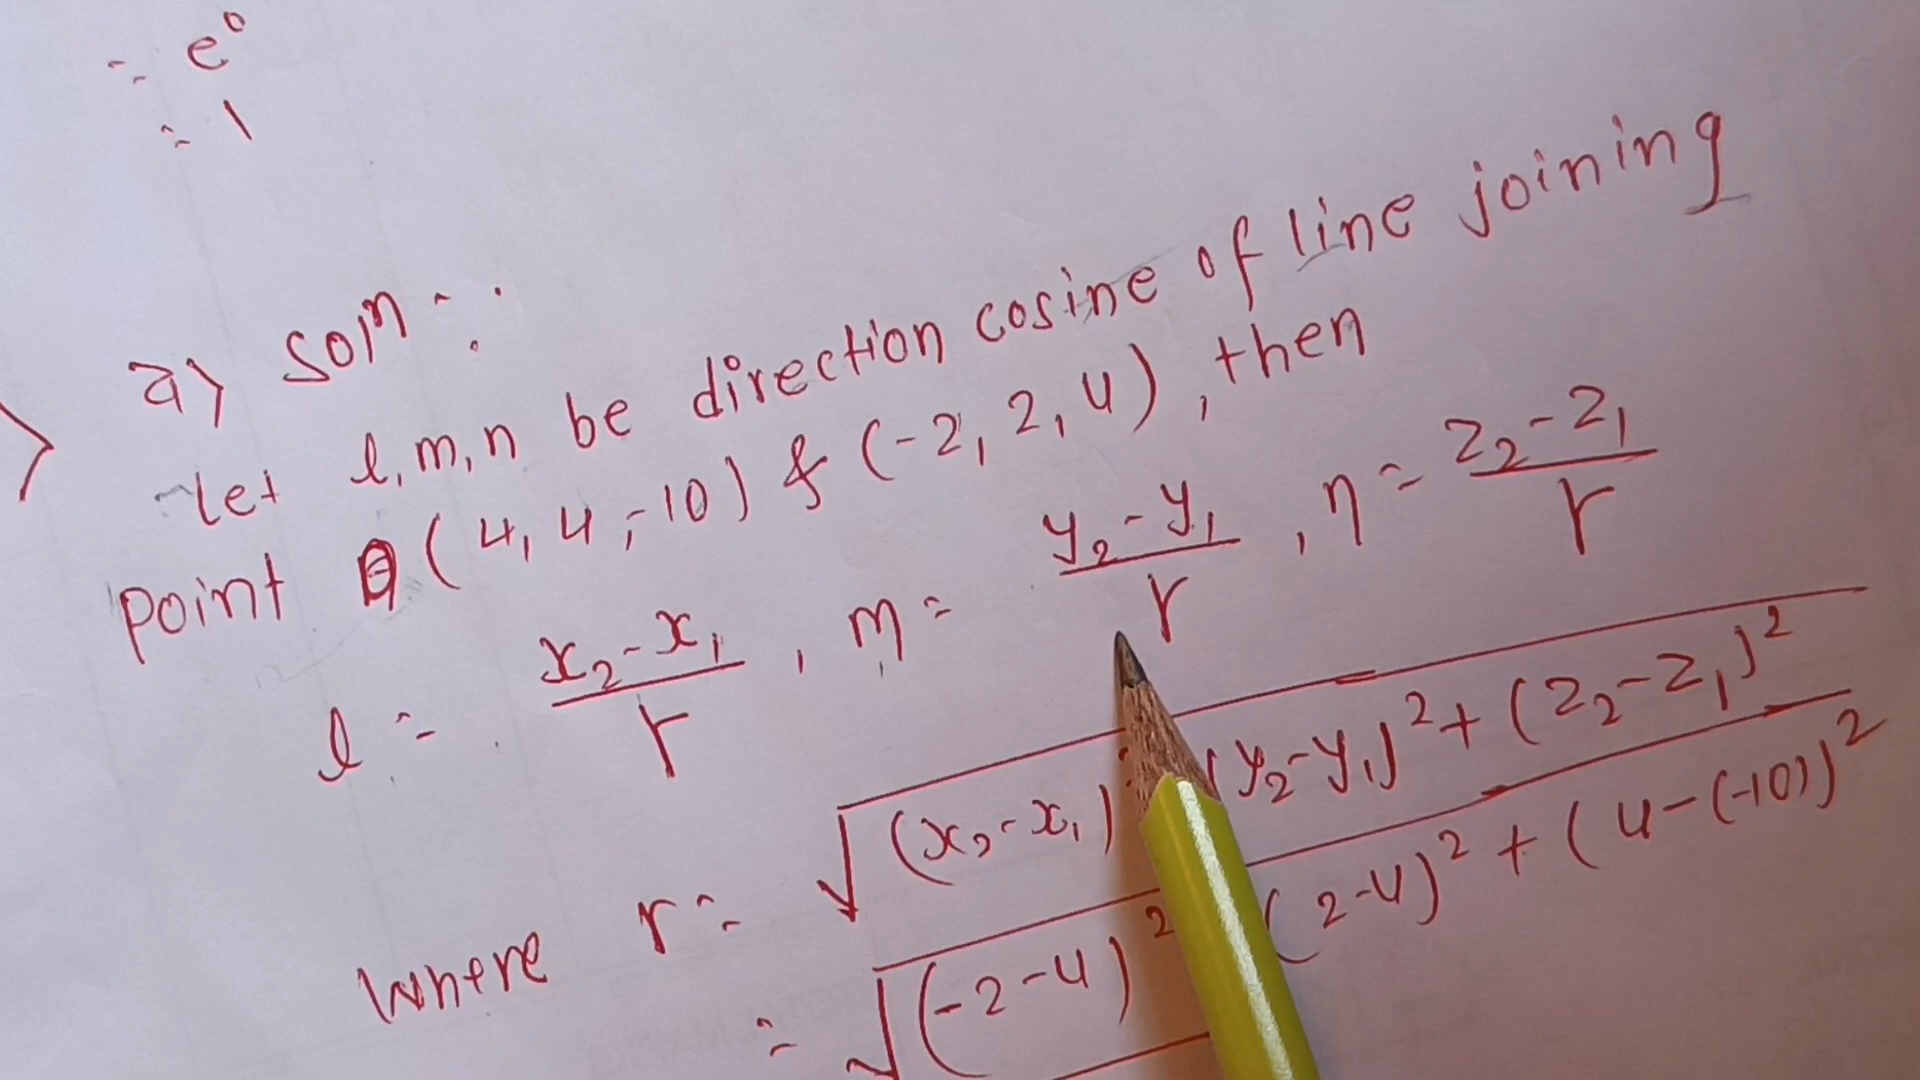 = e⁰
= 1
a) Solⁿ :
Let l, m, n be direction cosine of line joining
point (4, 4, -10) & (-2, 2, 4), then
l = (x₂-x₁)/r, m = (y₂-y₁)/r, n = (z₂-z₁)/r
where r = √((x₂-x₁)² (y₂-y₁)² + (z₂-z₁)²)
= √((-2-4)² (2-4)² + (4-(-10))²)